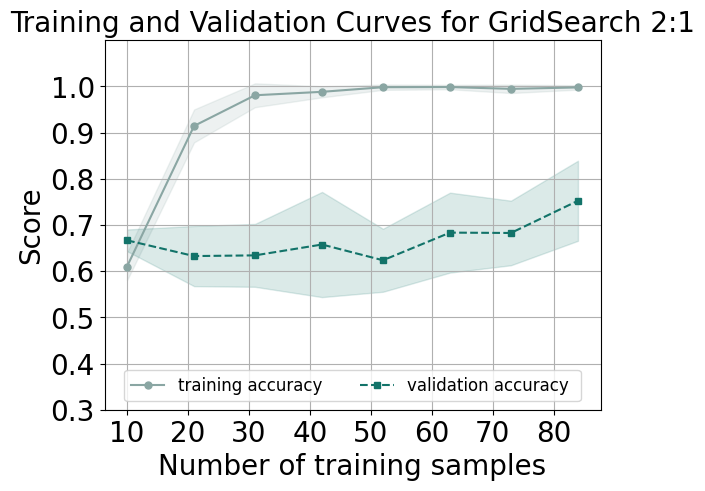 Training and Validation Curves for GridSearch 2:1
1.0
0.9
0.8
0.7
0.6
0.5
0.4
0.3
Score
training accuracy validation accuracy
10 20 30 40 50 60 70 80
Number of training samples